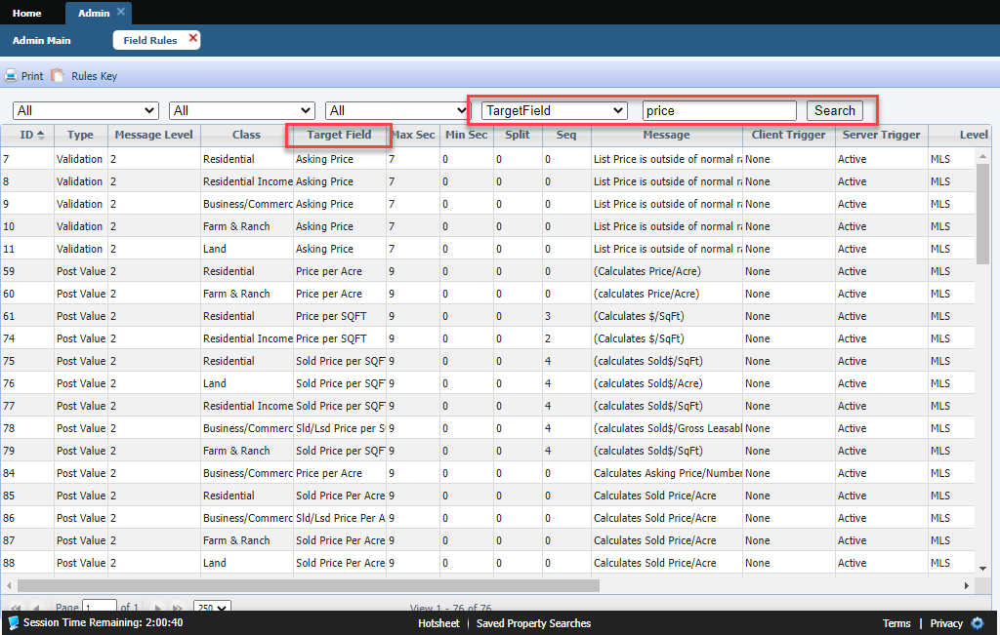 Home Admin
Admin Main Field Rules
Print Rules Key
All All All TargetField price Search
ID Type Message Level Class Target Field Max Sec Min Sec Split Seq Message Client Trigger Server Trigger Level
7 Validation 2 Residential Asking Price 7 0 0 List Price is outside of normal ra None Active MLS
8 Validation 2 Residential Income Asking Price 7 0 0 List Price is outside of normal ra None Active MLS
9 Validation 2 Business/Commerc Asking Price 7 0 0 List Price is outside of normal ra None Active MLS
10 Validation 2 Farm & Ranch Asking Price 7 0 0 List Price is outside of normal ra None Active MLS
11 Validation 2 Land Asking Price 7 0 0 List Price is outside of normal ra None Active MLS
59 Post Value 2 Residential Price per Acre 9 0 0 (Calculates Price/Acre) None Active MLS
60 Post Value 2 Farm & Ranch Price per Acre 9 0 0 (calculates Price/Acre) None Active MLS
61 Post Value 2 Residential Price per SQFT 9 0 0 3 (Calculates $/SqFt) None Active MLS
74 Post Value 2 Residential Income Price per SQFT 9 0 0 2 (Calculates $/SqFt) None Active MLS
75 Post Value 2 Residential Sold Price per SQFT 9 0 0 4 (calculates Sold$/SqFt) None Active MLS
76 Post Value 2 Land Sold Price per SQFT 9 0 0 4 (calculates Sold$/Acre) None Active MLS
77 Post Value 2 Residential Income Sold Price per SQFT 9 0 0 4 (calculates Sold$/SqFt) None Active MLS
78 Post Value 2 Business/Commerc Sld/Lsd Price per S 9 0 0 4 (calculates Sold$/Gross Leasabl None Active MLS
79 Post Value 2 Farm & Ranch Sold Price per SQFT 9 0 0 4 (calculates Sold$/SqFt) None Active MLS
84 Post Value 2 Business/Commerc Price per Acre 9 0 0 Calculates Asking Price/Number None Active MLS
85 Post Value 2 Residential Sold Price Per Acre 9 0 0 Calculates Sold Price/Acre None Active MLS
86 Post Value 2 Business/Commerc Sld/Lsd Price Per A 9 0 0 Calculates Sold Price/Acre None Active MLS
87 Post Value 2 Farm & Ranch Sold Price Per Acre 9 0 0 Calculates Sold Price/Acre None Active MLS
88 Post Value 2 Land Sold Price Per Acre 9 0 0 Calculates Sold Price/Acre None Active MLS
Page 1 of 1 250 View 1 - 76 of 76
Session Time Remaining: 2:00:40 Hotsheet | Saved Property Searches Terms | Privacy